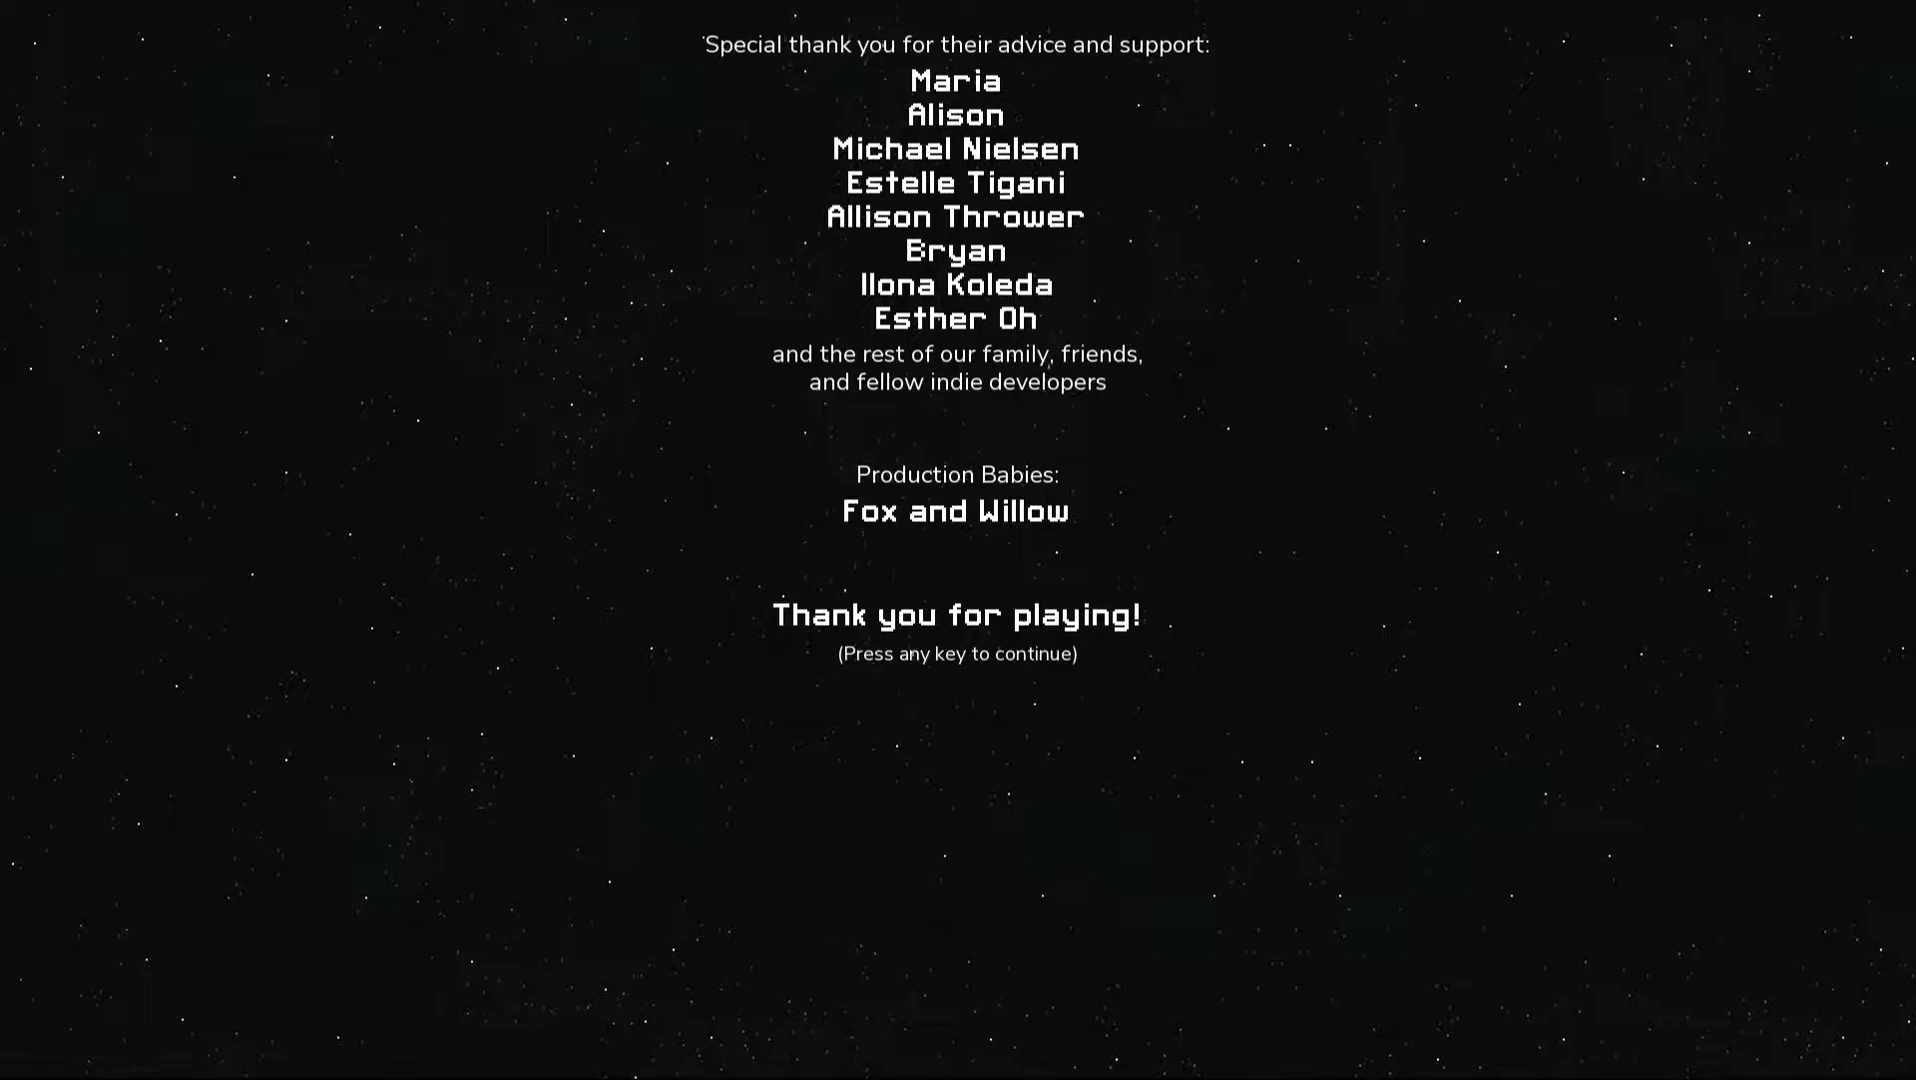 Special thank you for their advice and support:
Maria
Alison
Michael Nielsen
Estelle Tigani
Allison Thrower
Bryan
Ilona Koleda
Esther Oh
and the rest of our family, friends,
and fellow indie developers
Production Babies:
Fox and Willow
Thank you for playing!
(Press any key to continue)